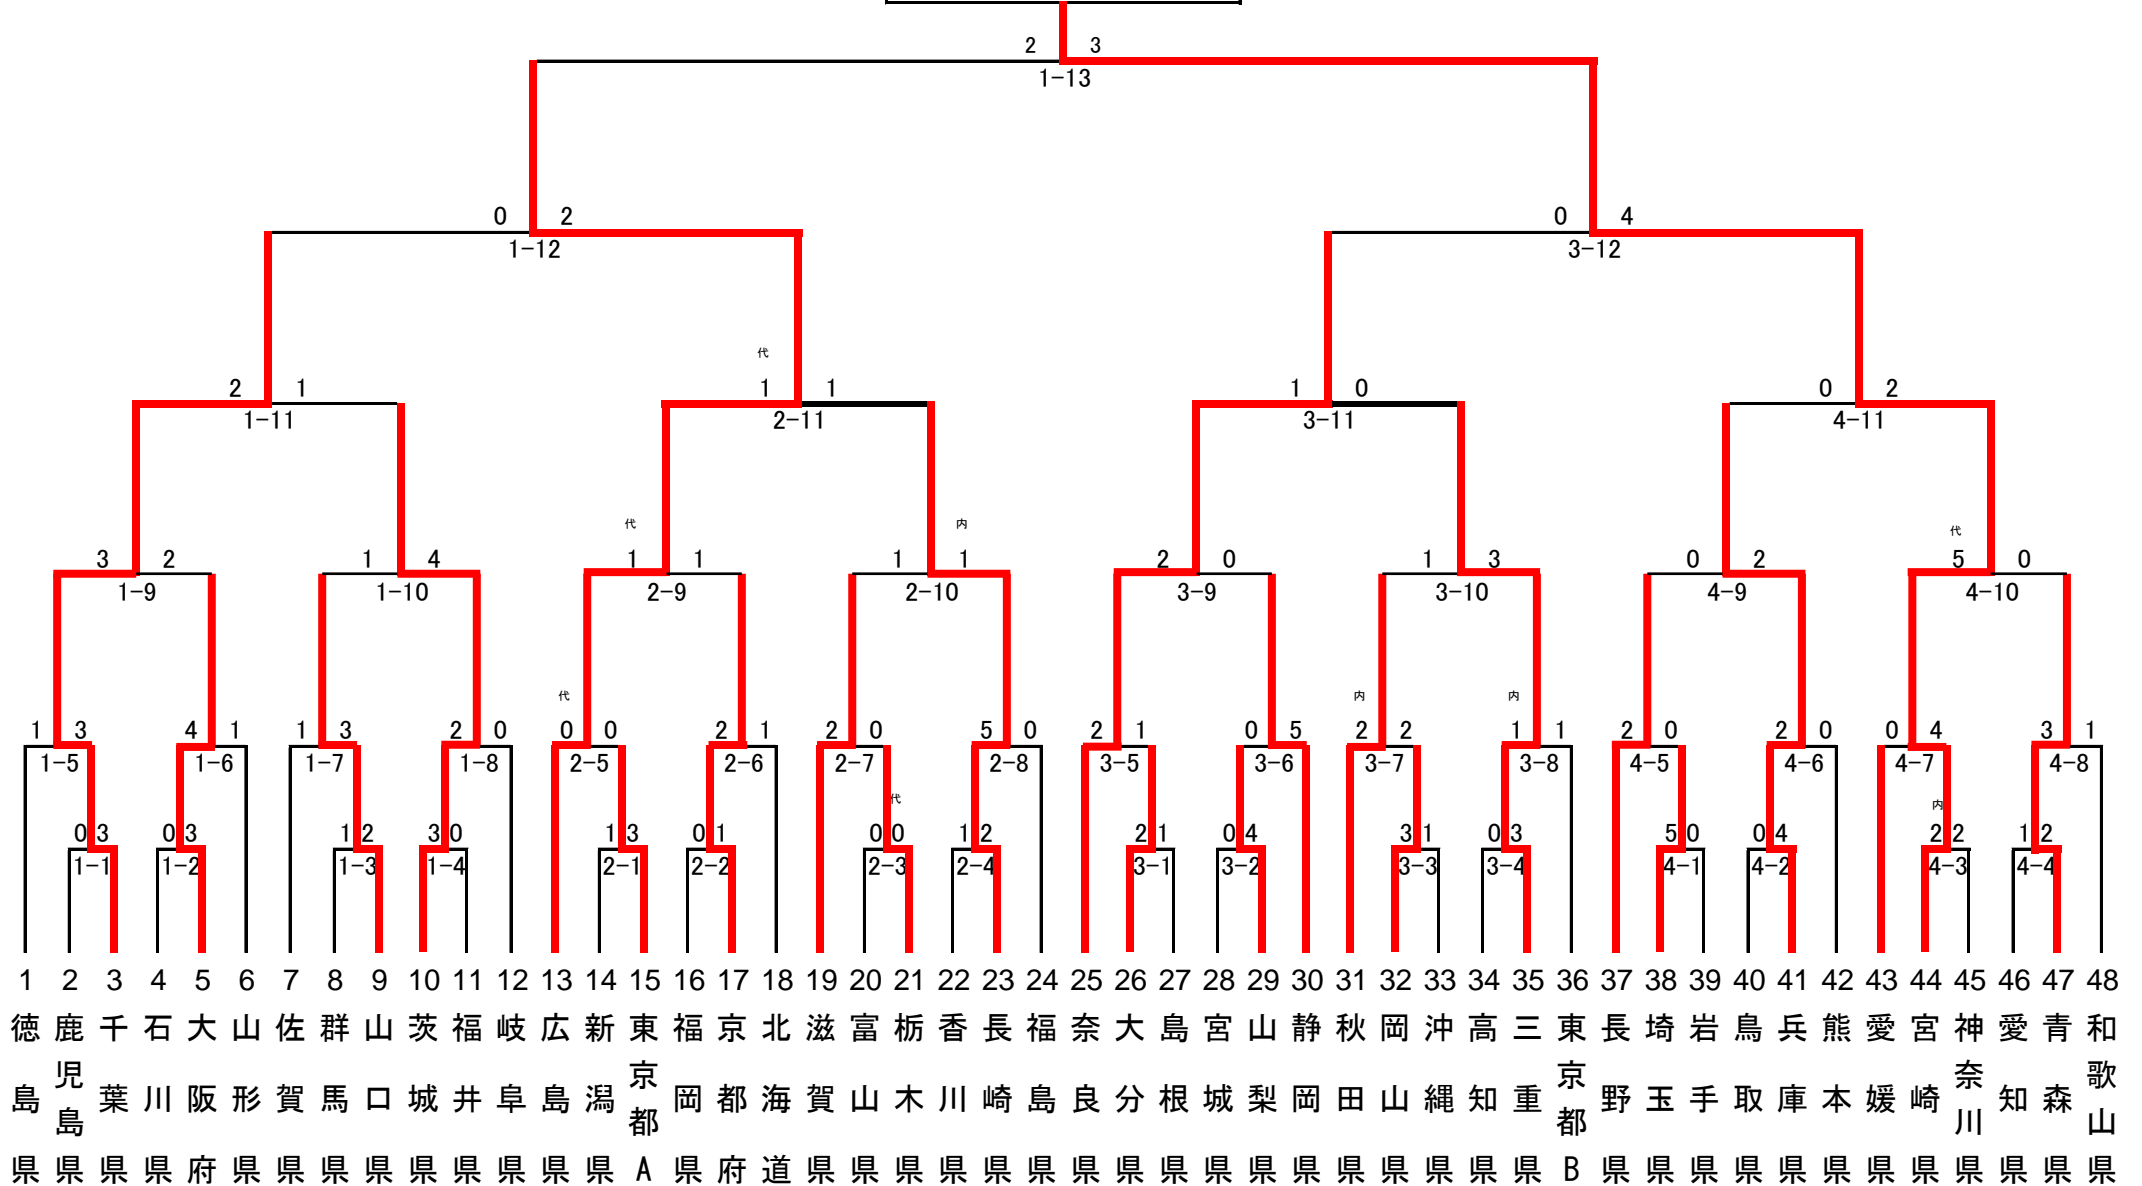 2 3
1-13
0 2 0 4
1-12 3-12
代
2 1 1 1 1 0 0 2
1-11 2-11 3-11 4-11
代 内 代
3 2 1 4 1 1 1 1 2 0 1 3 0 2 5 0
1-9 1-10 2-9 2-10 3-9 3-10 4-9 4-10
代 内 内
1 3 4 1 1 3 2 0 0 0 2 1 2 0 5 0 2 1 0 5 2 2 1 1 2 0 2 0 0 4 3 1
1-5 1-6 1-7 1-8 2-5 2-6 2-7 2-8 3-5 3-6 3-7 3-8 4-5 4-6 4-7 4-8
代 内
0 3 0 3 1 2 3 0 1 3 0 1 0 0 1 2 2 1 0 4 3 1 0 3 5 0 0 4 2 2 1 2
1-1 1-2 1-3 1-4 2-1 2-2 2-3 2-4 3-1 3-2 3-3 3-4 4-1 4-2 4-3 4-4
1 2 3 4 5 6 7 8 9 10 11 12 13 14 15 16 17 18 19 20 21 22 23 24 25 26 27 28 29 30 31 32 33 34 35 36 37 38 39 40 41 42 43 44 45 46 47 48
徳島県
鹿児島県
千葉県
石川県
大阪府
山形県
佐賀県
群馬県
山口県
茨城県
福井県
岐阜県
広島県
新潟県
東京都A
福岡県
京都府
北海道
滋賀県
富山県
栃木県
香川県
長崎県
福島県
奈良県
大分県
島根県
宮城県
山梨県
静岡県
秋田県
岡山県
沖縄県
高知県
三重県
東京都B
長野県
埼玉県
岩手県
鳥取県
兵庫県
熊本県
愛媛県
宮崎県
神奈川県
愛知県
青森県
和歌山県